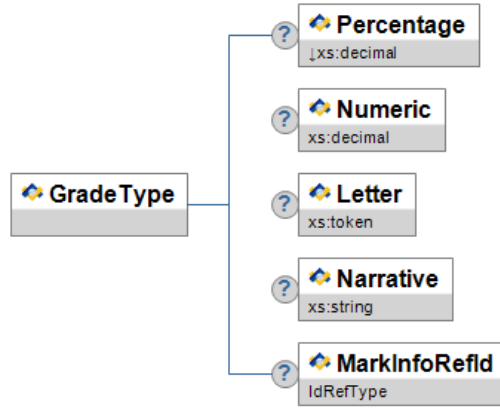 Percentage
↓xs:decimal
Numeric
xs:decimal
GradeType
Letter
xs:token
Narrative
xs:string
MarkInfoRefId
IdRefType
?
?
?
?
?